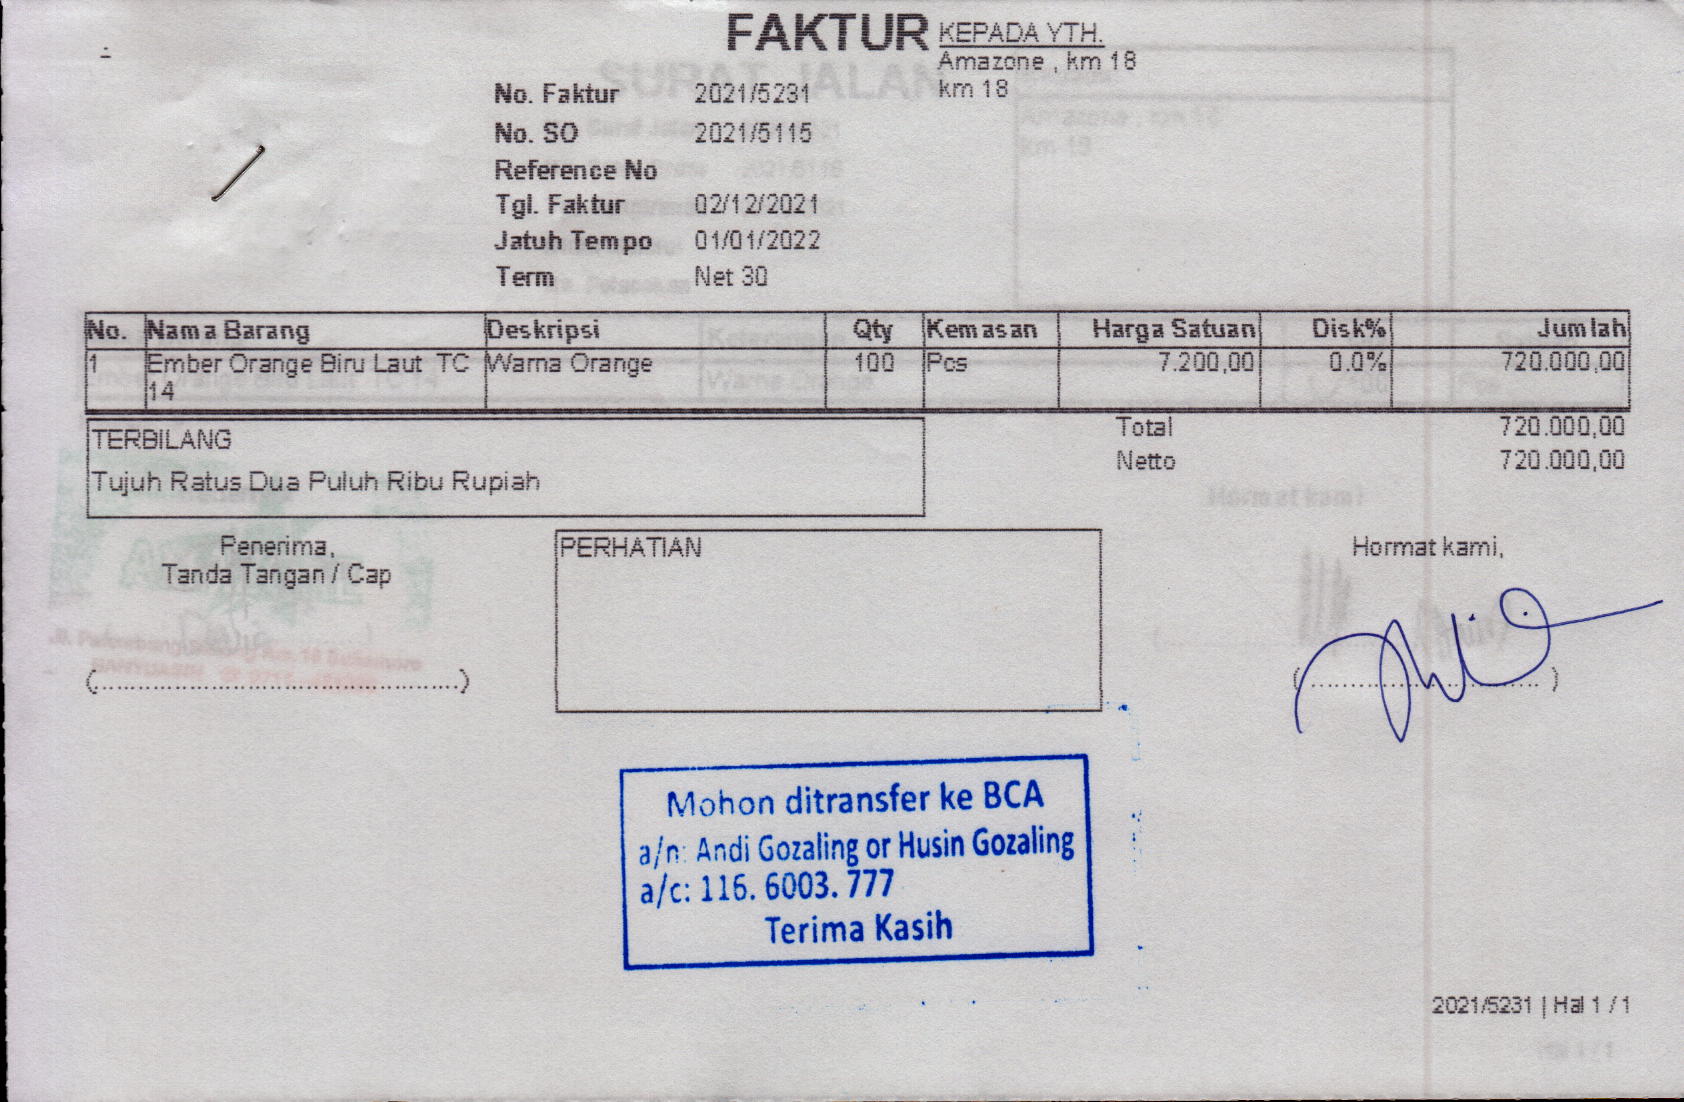 FAKTUR
KEPADA YTH.
Amazone , km 18
km 18
No. Faktur 2021/5231
No. SO 2021/5115
Reference No
Tgl. Faktur 02/12/2021
Jatuh Tempo 01/01/2022
Term Net 30
No. Nama Barang Deskripsi Qty Kemasan Harga Satuan Disk% Jumlah
1 Ember Orange Biru Laut TC Warna Orange 100 Pcs 7.200,00 0.0% 720.000,00
14
Total 720.000,00
Netto 720.000,00
TERBILANG
Tujuh Ratus Dua Puluh Ribu Rupiah
Penerima,
Tanda Tangan / Cap
(................................................)
PERHATIAN
Hormat kami,
(................................)
Mohon ditransfer ke BCA
a/n: Andi Gozaling or Husin Gozaling
a/c: 116. 6003. 777
Terima Kasih
2021/5231 | Hal 1 / 1